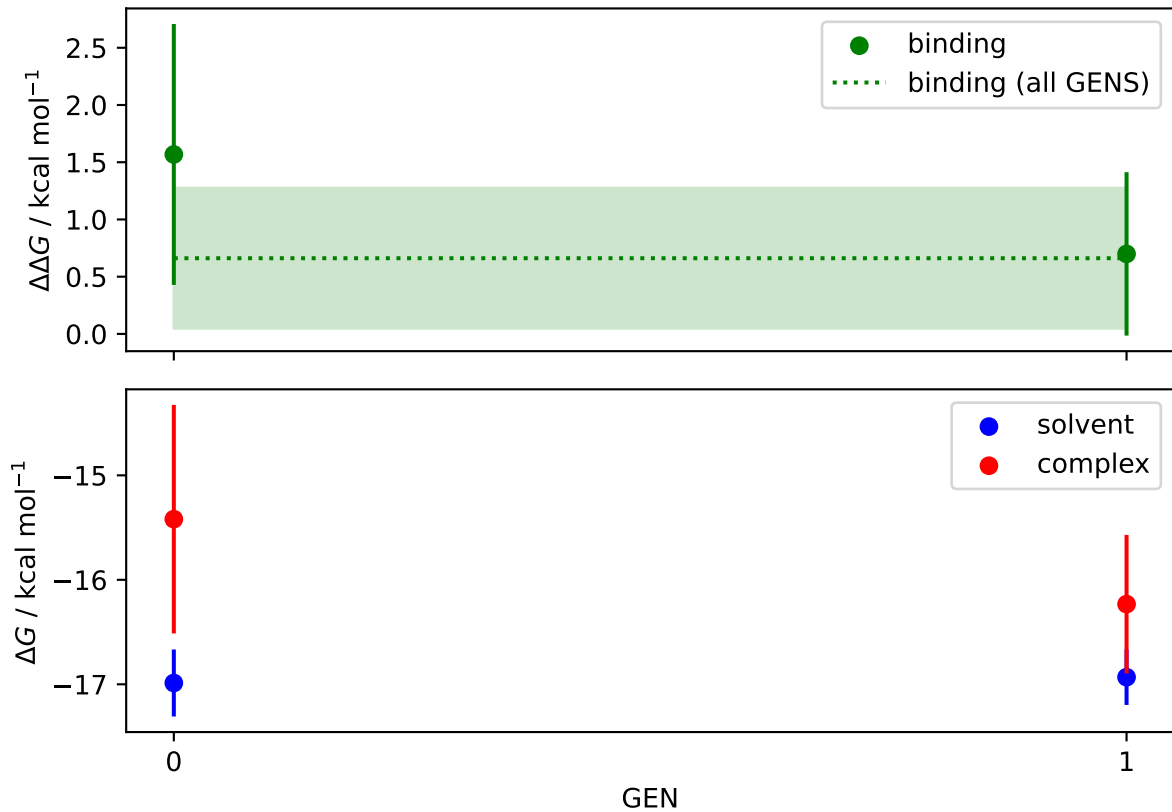 2.5
2.0
1.5
1.0
0.5
0.0
ΔΔG / kcal mol⁻¹
binding
binding (all GENS)
−15
−16
−17
ΔG / kcal mol⁻¹
solvent
complex
0
1
GEN